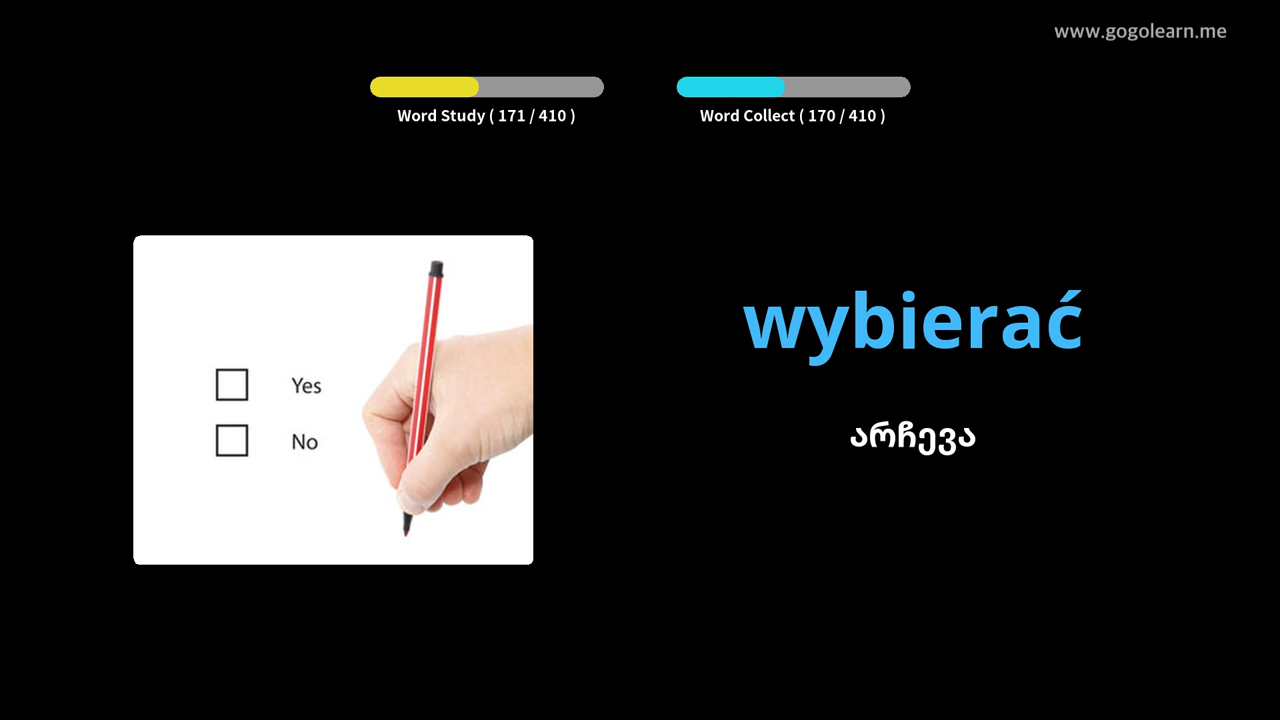 www.gogolearn.me
Word Study ( 171 / 410 )
Word Collect ( 170 / 410 )
Yes
No
wybierać
არჩევა